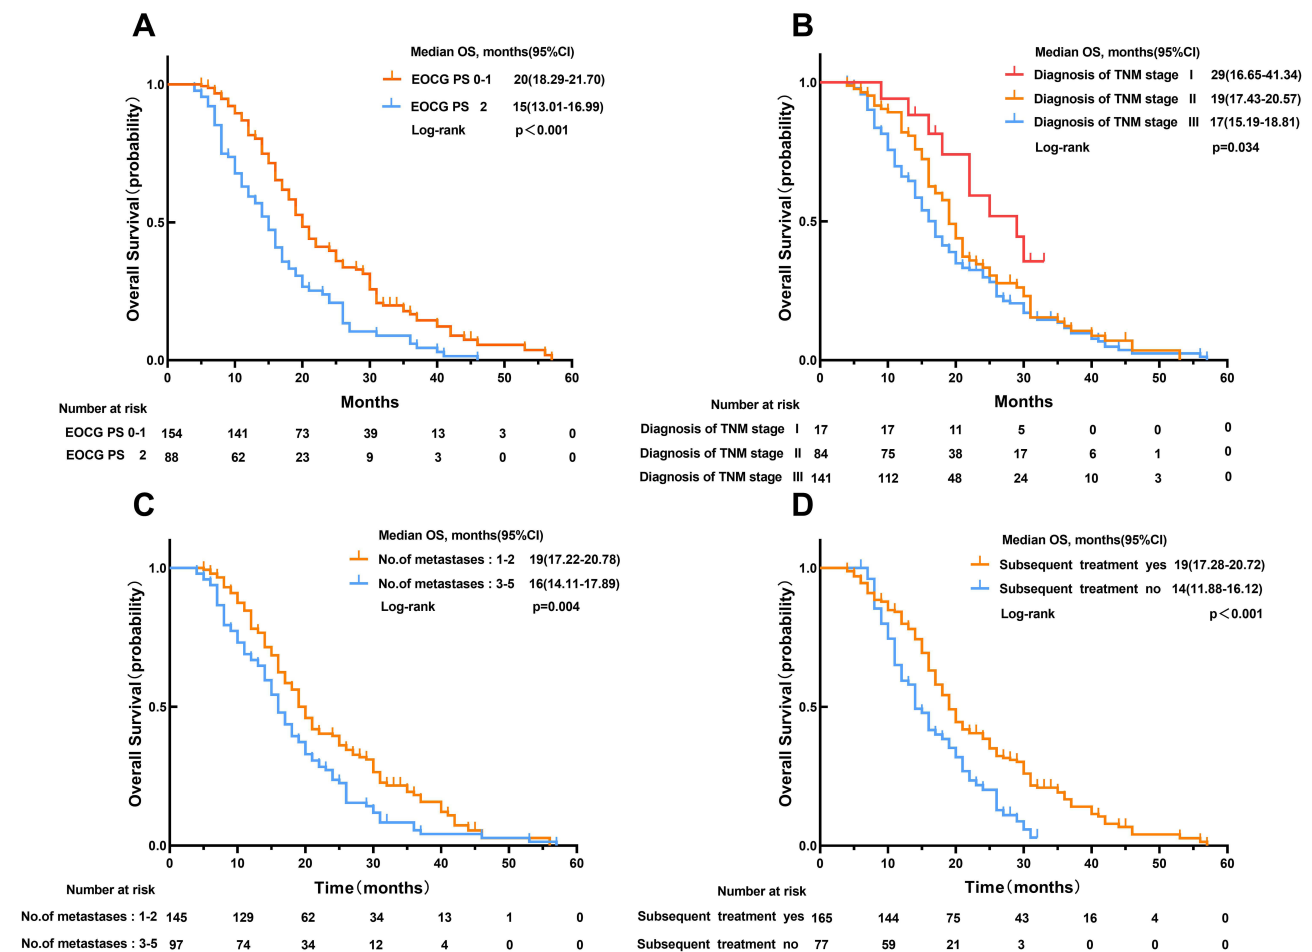 A
Median OS, months(95%CI)
EOCG PS 0-1 20(18.29-21.70)
EOCG PS 2 15(13.01-16.99)
Log-rank p<0.001
Overall Survival(probability)
1.0
0.5
0.0
0 10 20 30 40 50 60
Months
Number at risk
EOCG PS 0-1 154 141 73 39 13 3 0
EOCG PS 2 88 62 23 9 3 0 0
B
Median OS, months(95%CI)
Diagnosis of TNM stage I 29(16.65-41.34)
Diagnosis of TNM stage II 19(17.43-20.57)
Diagnosis of TNM stage III 17(15.19-18.81)
Log-rank p=0.034
Overall Survival(probability)
1.0
0.5
0.0
0 10 20 30 40 50 60
Months
Number at risk
Diagnosis of TNM stage I 17 17 11 5 0 0 0
Diagnosis of TNM stage II 84 75 38 17 6 1 0
Diagnosis of TNM stage III 141 112 48 24 10 3 0
C
Median OS, months(95%CI)
No.of metastases : 1-2 19(17.22-20.78)
No.of metastases : 3-5 16(14.11-17.89)
Log-rank p=0.004
Overall Survival(probability)
1.0
0.5
0.0
0 10 20 30 40 50 60
Time(months)
Number at risk
No.of metastases : 1-2 145 129 62 34 13 1 0
No.of metastases : 3-5 97 74 34 12 4 0 0
D
Median OS, months(95%CI)
Subsequent treatment yes 19(17.28-20.72)
Subsequent treatment no 14(11.88-16.12)
Log-rank p<0.001
Overall Survival(probability)
1.0
0.5
0.0
0 10 20 30 40 50 60
Time(months)
Number at risk
Subsequent treatment yes 165 144 75 43 16 4 0
Subsequent treatment no 77 59 21 3 0 0 0